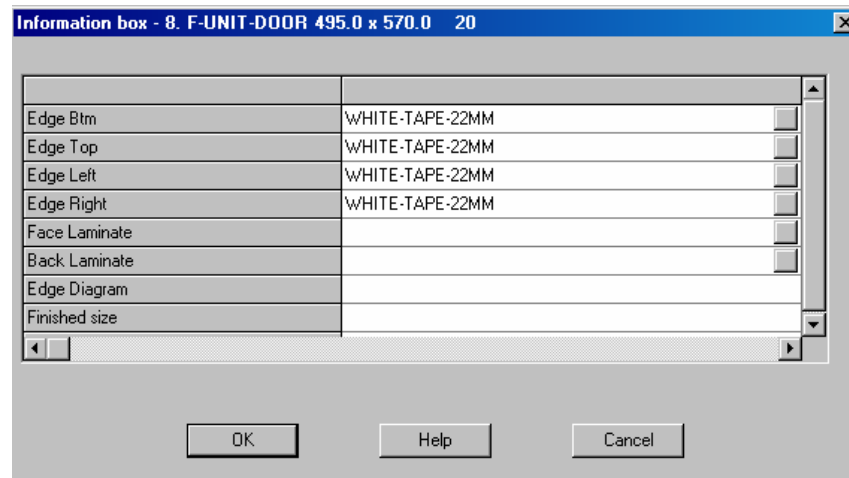 Information box - 8. F-UNIT-DOOR 495.0 x 570.0 20
Edge Btm WHITE-TAPE-22MM
Edge Top WHITE-TAPE-22MM
Edge Left WHITE-TAPE-22MM
Edge Right WHITE-TAPE-22MM
Face Laminate
Back Laminate
Edge Diagram
Finished size
OK Help Cancel